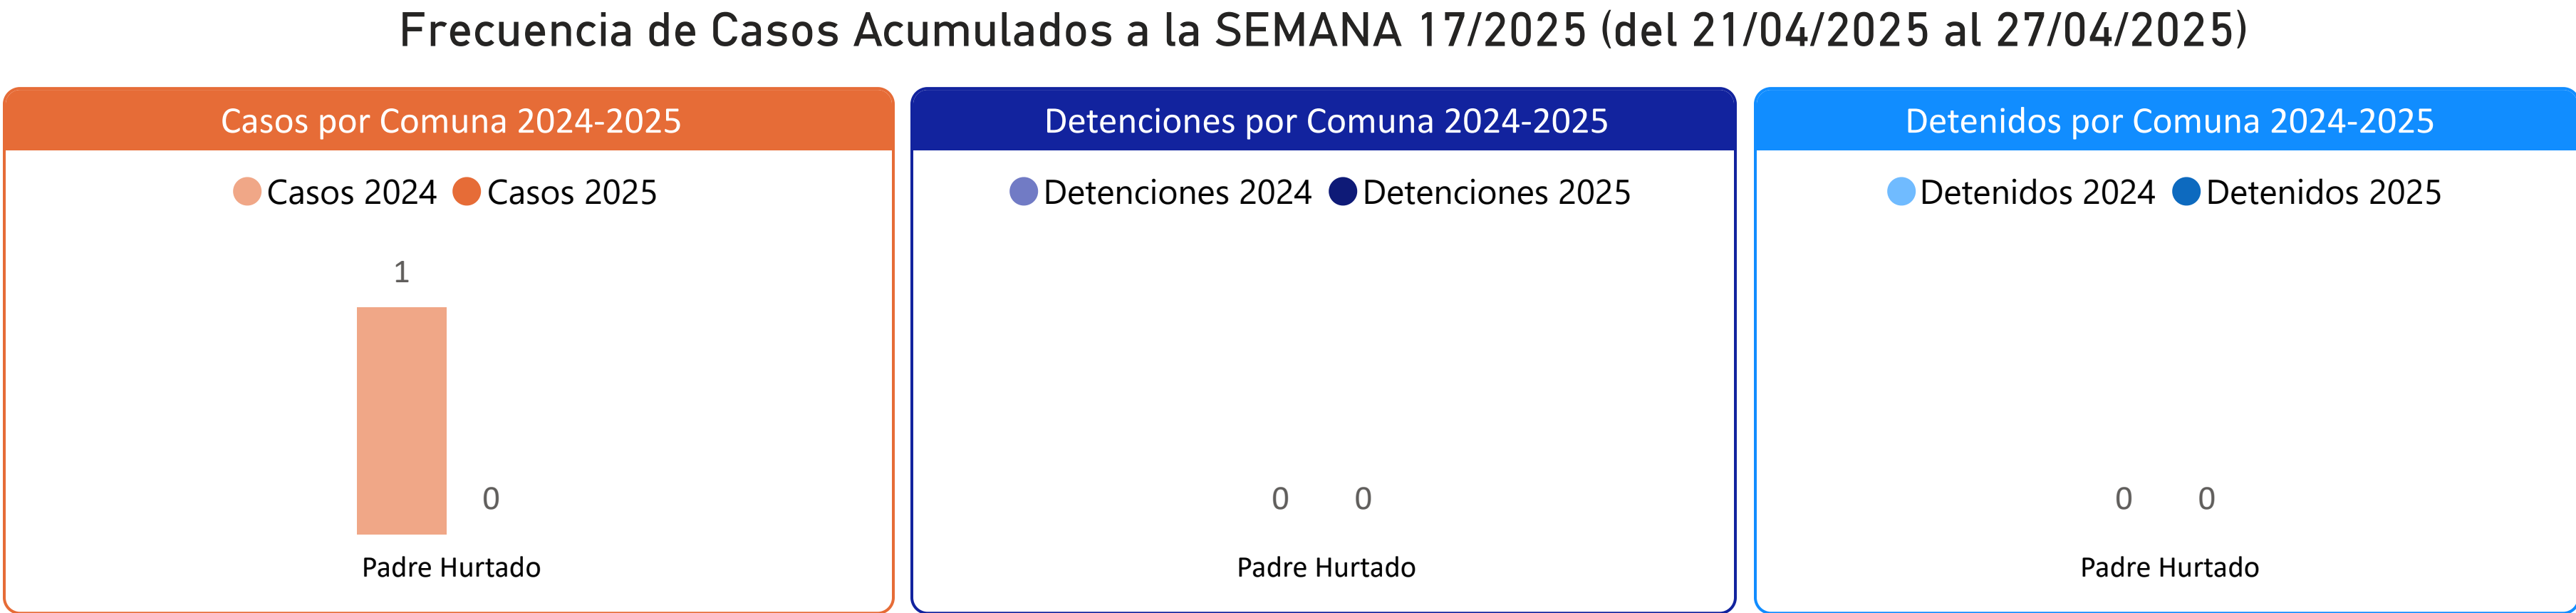 Frecuencia de Casos Acumulados a la SEMANA 17/2025 (del 21/04/2025 al 27/04/2025)
Casos por Comuna 2024-2025
Casos 2024 Casos 2025
1
0
Padre Hurtado
Detenciones por Comuna 2024-2025
Detenciones 2024 Detenciones 2025
0 0
Padre Hurtado
Detenidos por Comuna 2024-2025
Detenidos 2024 Detenidos 2025
0 0
Padre Hurtado